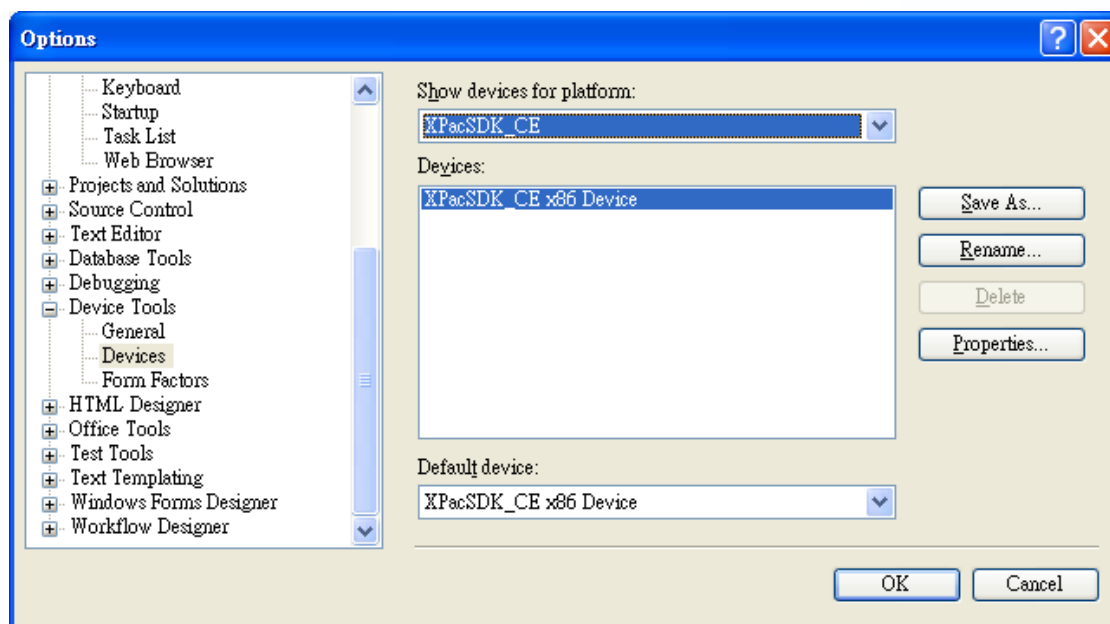 Options
Keyboard
Startup
Task List
Web Browser
Projects and Solutions
Source Control
Text Editor
Database Tools
Debugging
Device Tools
General
Devices
Form Factors
HTML Designer
Office Tools
Test Tools
Text Templating
Windows Forms Designer
Workflow Designer
Show devices for platform:
XPacSDK_CE
Devices:
XPacSDK_CE x86 Device
Save As...
Rename...
Delete
Properties...
Default device:
XPacSDK_CE x86 Device
OK
Cancel